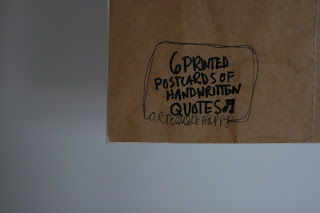 6 PRINTED
POSTCARDS OF
HANDWRITTEN
QUOTES